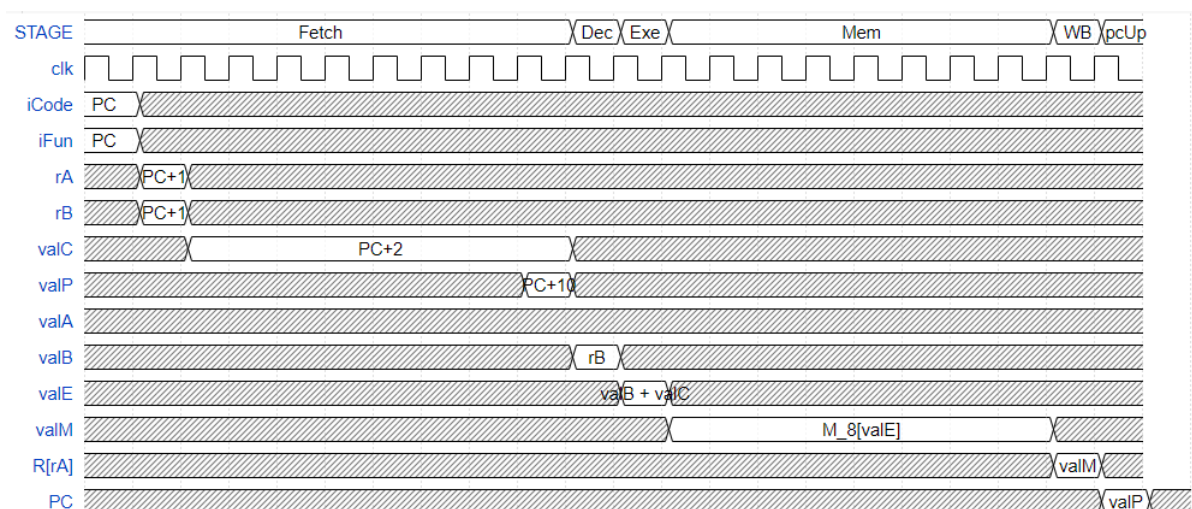 STAGE Fetch Dec Exe Mem WB pcUp
clk
iCode PC
iFun PC
rA PC+1
rB PC+1
valC PC+2
valP PC+10
valA
valB rB
valE valB + valC
valM M_8[valE]
R[rA] valM
PC valP